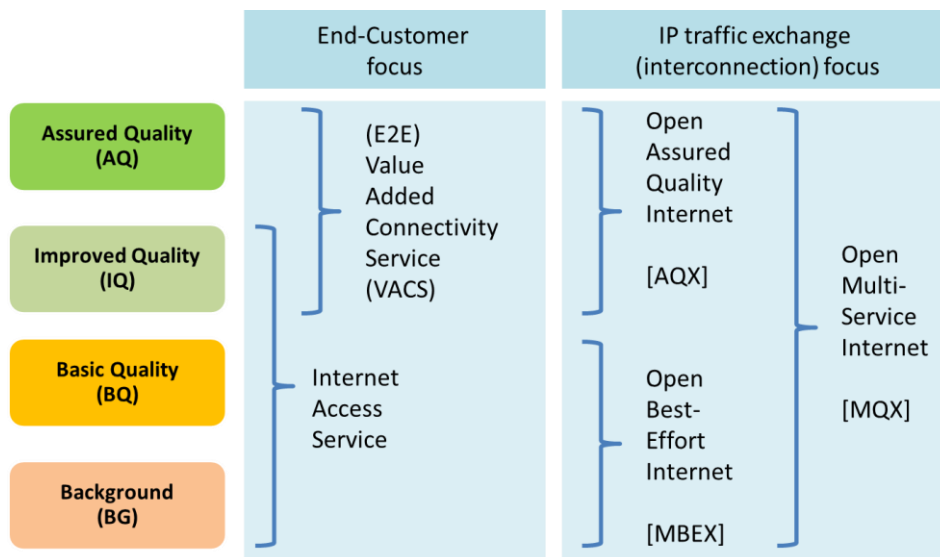 End-Customer
focus
IP traffic exchange
(interconnection) focus
Assured Quality
(AQ)
Improved Quality
(IQ)
Basic Quality
(BQ)
Background
(BG)
(E2E)
Value
Added
Connectivity
Service
(VACS)
Internet
Access
Service
Open
Assured
Quality
Internet
[AQX]
Open
Best-
Effort
Internet
[MBEX]
Open
Multi-
Service
Internet
[MQX]